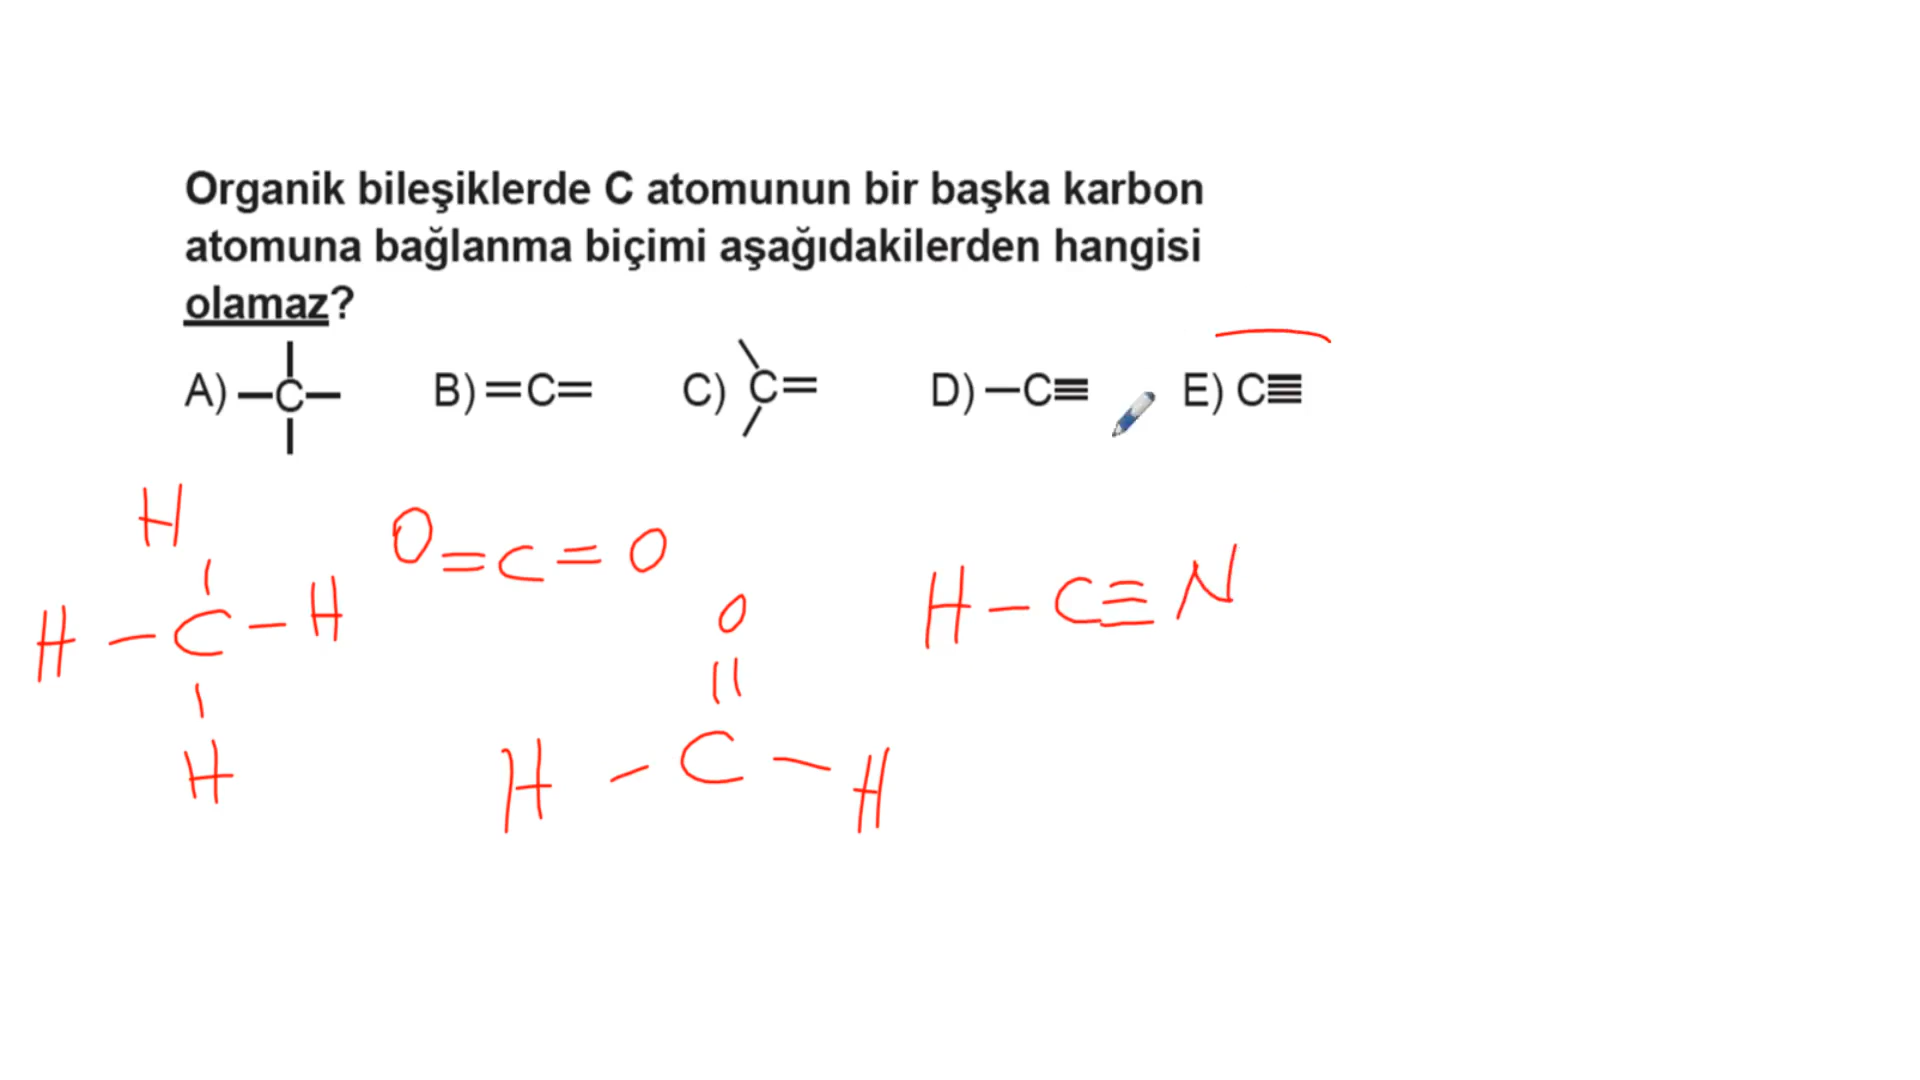 Organik bileşiklerde C atomunun bir başka karbon
atomuna bağlanma biçimi aşağıdakilerden hangisi
olamaz?
A) –C– B) =C= C) C= D) –C≡ E) C≣
H
H – C – H
H
O = C = O
O
H – C – H
H – C ≡ N